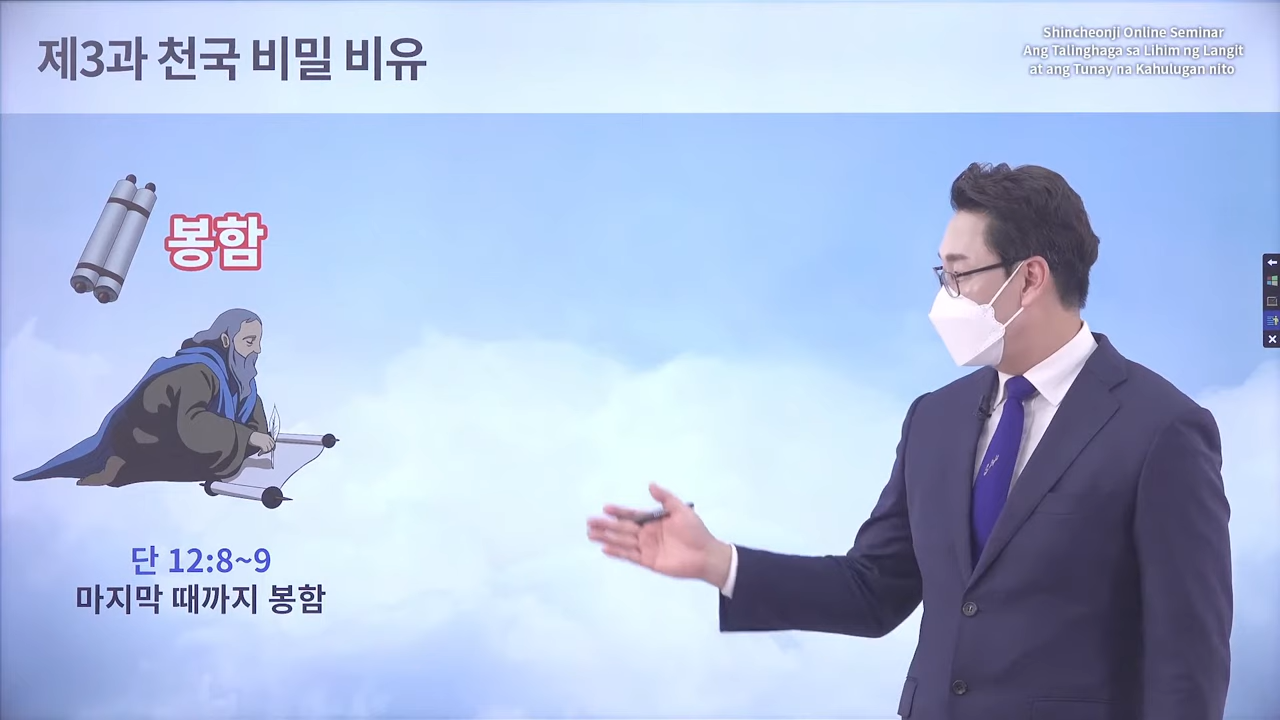 제3과 천국 비밀 비유
Shincheonji Online Seminar
Ang Talinghaga sa Lihim ng Langit
at ang Tunay na Kahulugan nito
봉함
단 12:8~9
마지막 때까지 봉함